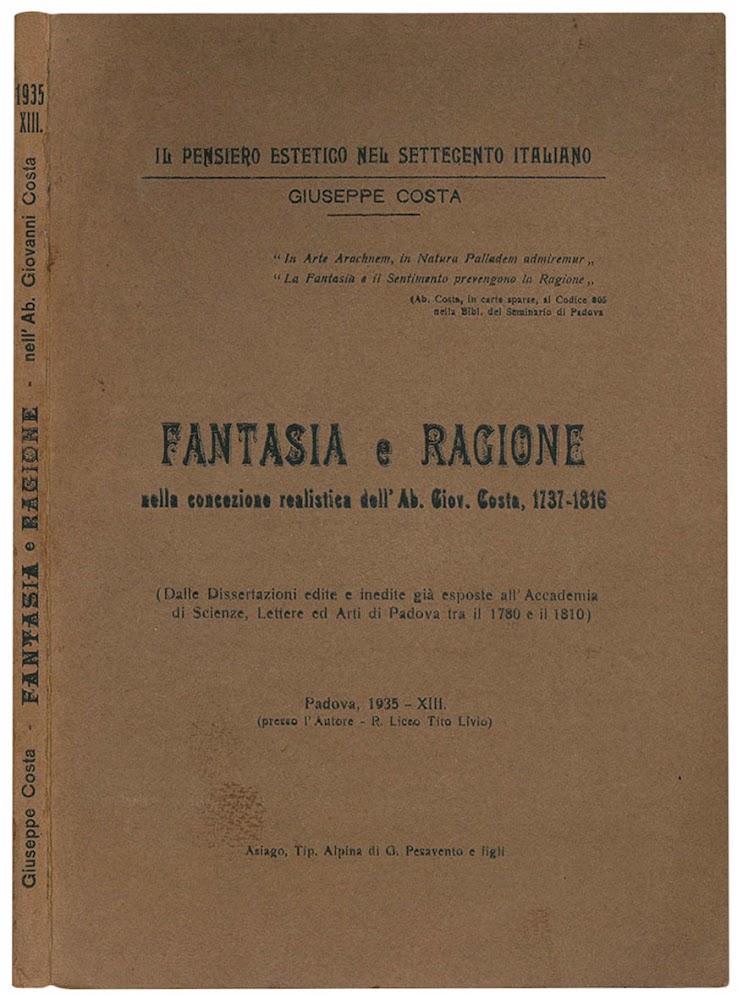 1935
XIII.
Giuseppe Costa - FANTASIA e RAGIONE - nell'Ab. Giovanni Costa
IL PENSIERO ESTETICO NEL SETTECENTO ITALIANO
GIUSEPPE COSTA
“ In Arte Arachnem, in Natura Palladem admiremur „
“ La Fantasia e il Sentimento prevengono la Ragione „
(Ab. Costa, in carte sparse, al Codice 805
nella Bibl. del Seminario di Padova
FANTASIA e RAGIONE
nella concezione realistica dell'Ab. Giov. Costa, 1737-1816
(Dalle Dissertazioni edite e inedite già esposte all'Accademia
di Scienze, Lettere ed Arti di Padova tra il 1780 e il 1810)
Padova, 1935 - XIII.
(presso l'Autore - R. Liceo Tito Livio)
Asiago, Tip. Alpina di G. Pesavento e figli